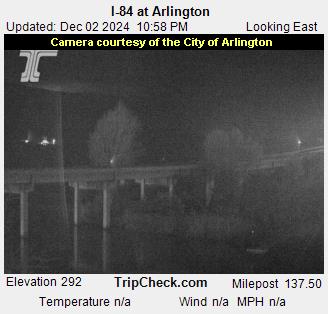 I-84 at Arlington
Updated: Dec 02 2024 10:58 PM Looking East
Camera courtesy of the City of Arlington
Elevation 292 TripCheck.com Milepost 137.50
Temperature n/a Wind n/a MPH n/a